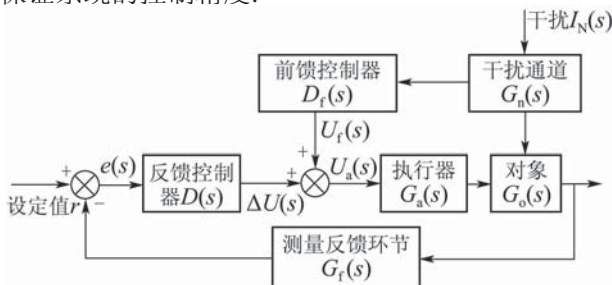 保证系统的控制精度.
干扰I_N(s)
前馈控制器
D_f(s)
干扰通道
G_n(s)
U_f(s)
+
+ e(s)
反馈控制
器D(s)
+
U_a(s)
执行器
G_a(s)
对象
G_o(s)
设定值r
−
ΔU(s)
测量反馈环节
G_f(s)